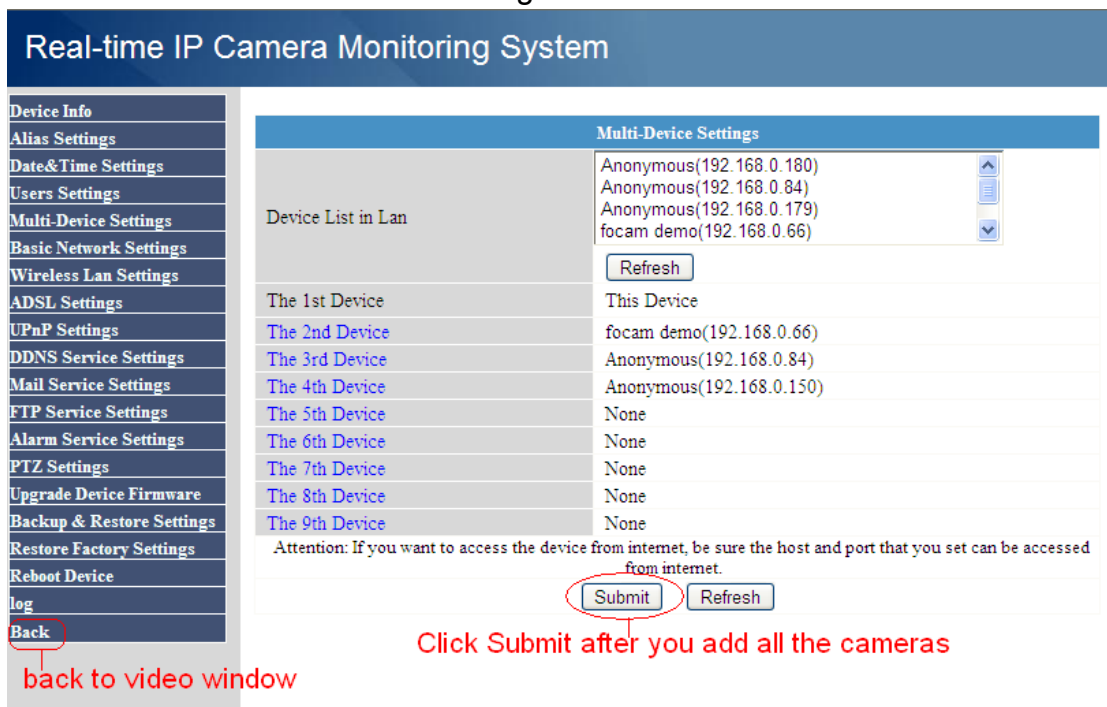 Real-time IP Camera Monitoring System
Device Info
Alias Settings
Date&Time Settings
Users Settings
Multi-Device Settings
Basic Network Settings
Wireless Lan Settings
ADSL Settings
UPnP Settings
DDNS Service Settings
Mail Service Settings
FTP Service Settings
Alarm Service Settings
PTZ Settings
Upgrade Device Firmware
Backup & Restore Settings
Restore Factory Settings
Reboot Device
log
Back
back to video window
Multi-Device Settings
Device List in Lan
Anonymous(192.168.0.180)
Anonymous(192.168.0.84)
Anonymous(192.168.0.179)
focam demo(192.168.0.66)
Refresh
The 1st Device This Device
The 2nd Device focam demo(192.168.0.66)
The 3rd Device Anonymous(192.168.0.84)
The 4th Device Anonymous(192.168.0.150)
The 5th Device None
The 6th Device None
The 7th Device None
The 8th Device None
The 9th Device None
Attention: If you want to access the device from internet, be sure the host and port that you set can be accessed
from internet.
Submit Refresh
Click Submit after you add all the cameras